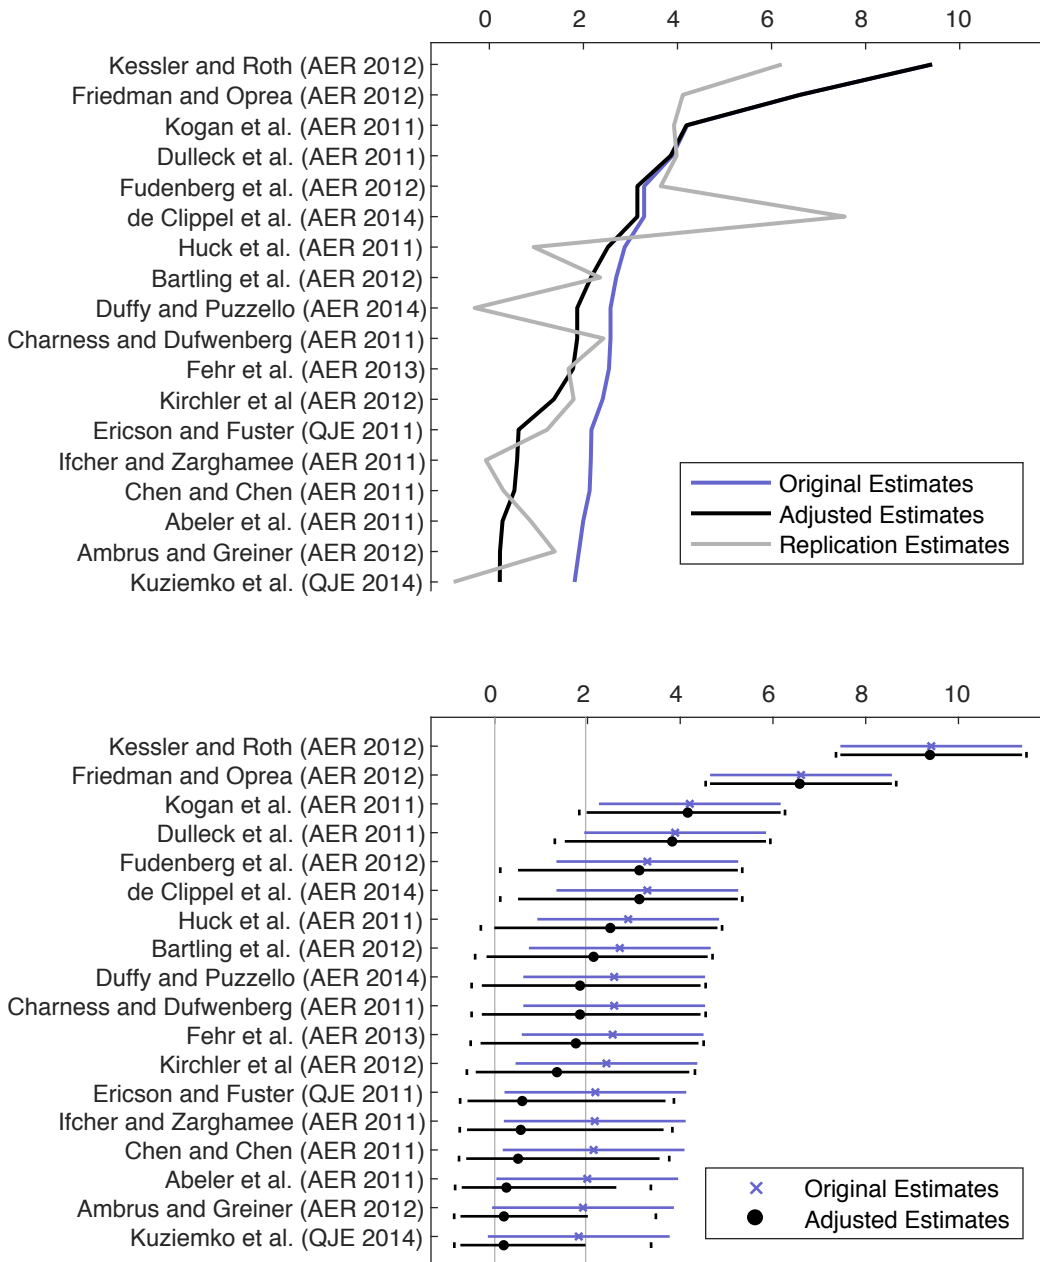 0 2 4 6 8 10
Kessler and Roth (AER 2012)
Friedman and Oprea (AER 2012)
Kogan et al. (AER 2011)
Dulleck et al. (AER 2011)
Fudenberg et al. (AER 2012)
de Clippel et al. (AER 2014)
Huck et al. (AER 2011)
Bartling et al. (AER 2012)
Duffy and Puzzello (AER 2014)
Charness and Dufwenberg (AER 2011)
Fehr et al. (AER 2013)
Kirchler et al (AER 2012)
Ericson and Fuster (QJE 2011)
Ifcher and Zarghamee (AER 2011)
Chen and Chen (AER 2011)
Abeler et al. (AER 2011)
Ambrus and Greiner (AER 2012)
Kuziemko et al. (QJE 2014)
Original Estimates
Adjusted Estimates
Replication Estimates
0 2 4 6 8 10
Kessler and Roth (AER 2012)
Friedman and Oprea (AER 2012)
Kogan et al. (AER 2011)
Dulleck et al. (AER 2011)
Fudenberg et al. (AER 2012)
de Clippel et al. (AER 2014)
Huck et al. (AER 2011)
Bartling et al. (AER 2012)
Duffy and Puzzello (AER 2014)
Charness and Dufwenberg (AER 2011)
Fehr et al. (AER 2013)
Kirchler et al (AER 2012)
Ericson and Fuster (QJE 2011)
Ifcher and Zarghamee (AER 2011)
Chen and Chen (AER 2011)
Abeler et al. (AER 2011)
Ambrus and Greiner (AER 2012)
Kuziemko et al. (QJE 2014)
Original Estimates
Adjusted Estimates